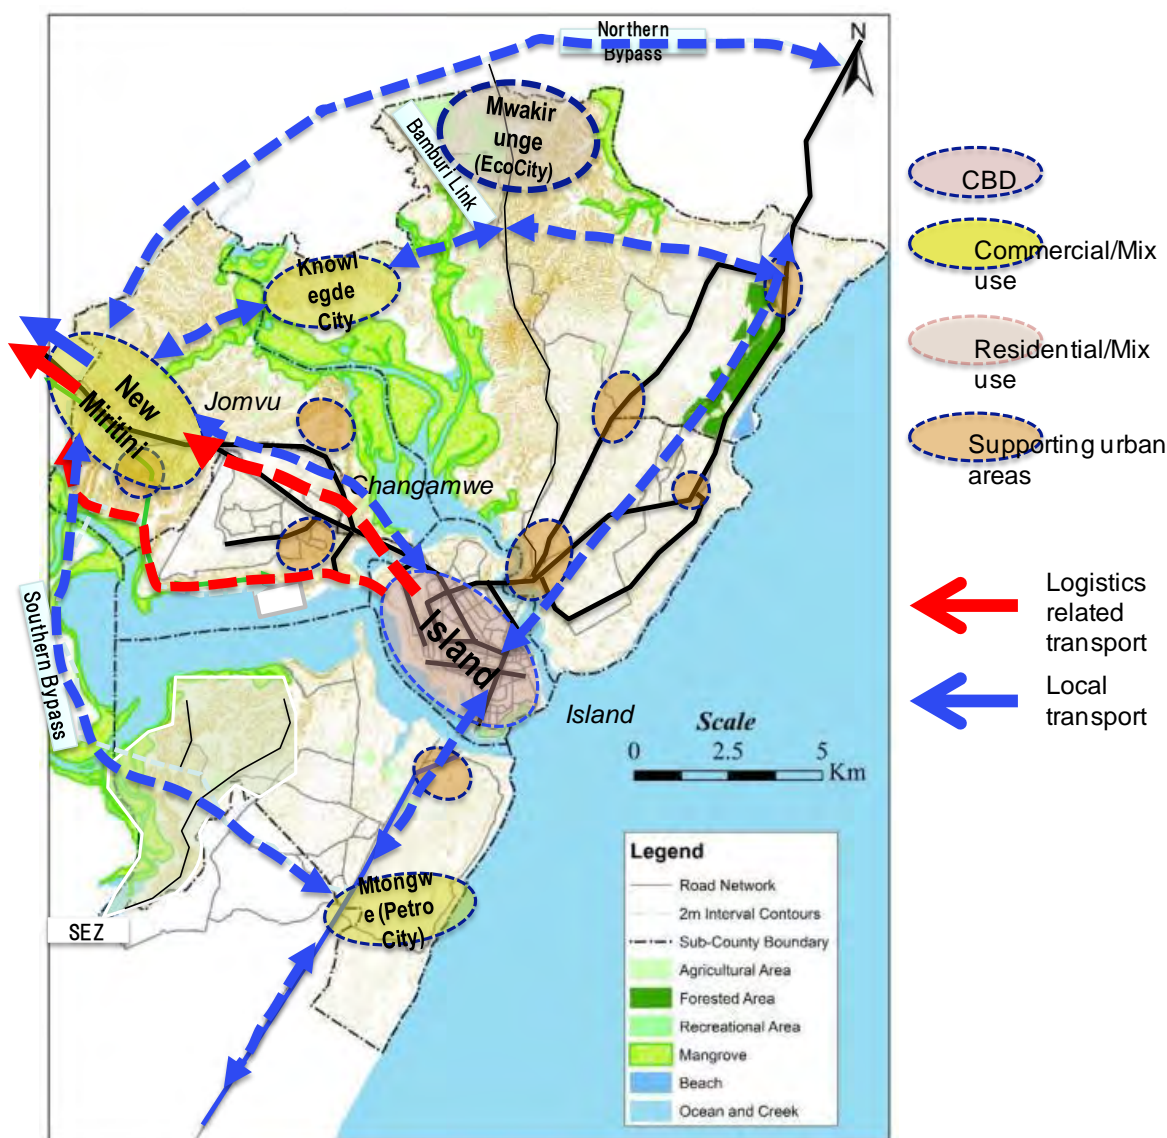 Northern
Bypass
N
Mwakir
unge
(EcoCity)
Bamburi Link
CBD
Commercial/Mix
use
Knowl
egde
City
Residential/Mix
use
New
Miritini
Jomvu
Supporting urban
areas
Changamwe
Logistics
related
transport
Southern Bypass
Island
Island
Local
transport
Scale
0 2.5 5
Km
Mtongw
e (Petro
City)
SEZ
Legend
Road Network
2m Interval Contours
Sub-County Boundary
Agricultural Area
Forested Area
Recreational Area
Mangrove
Beach
Ocean and Creek